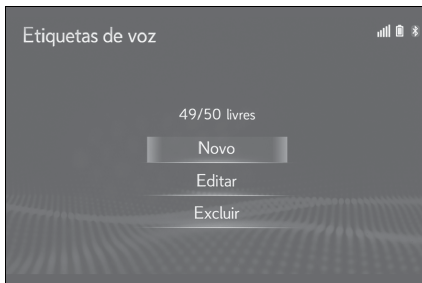 Etiquetas de voz
49/50 livres
Novo
Editar
Excluir